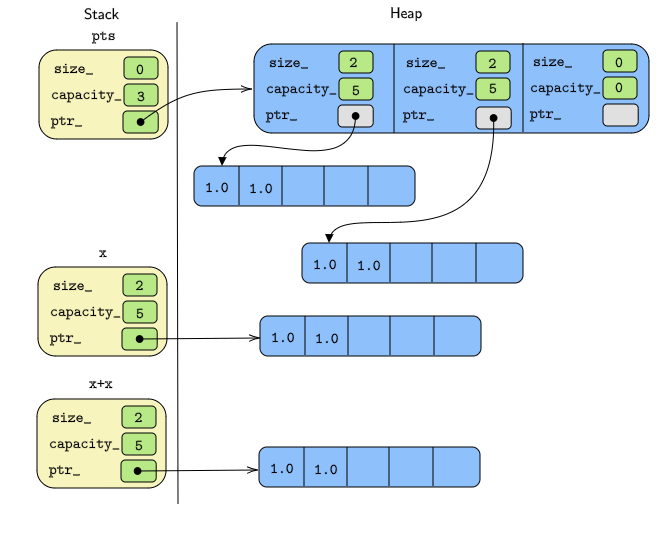 Stack
Heap
pts
size_ 0
capacity_ 3
ptr_
size_ 2
capacity_ 5
ptr_
size_ 2
capacity_ 5
ptr_
size_ 0
capacity_ 0
ptr_
1.0 1.0
1.0 1.0
x
size_ 2
capacity_ 5
ptr_
1.0 1.0
x+x
size_ 2
capacity_ 5
ptr_
1.0 1.0